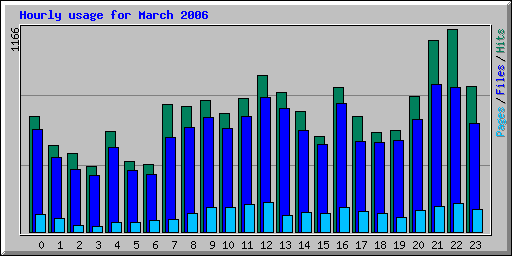 Hourly usage for March 2006
1166
Pages / Files / Hits
0 1 2 3 4 5 6 7 8 9 10 11 12 13 14 15 16 17 18 19 20 21 22 23